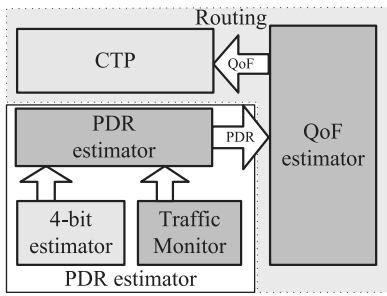 Routing
CTP
QoF
PDR
estimator
PDR
QoF
estimator
4-bit
estimator
Traffic
Monitor
PDR estimator